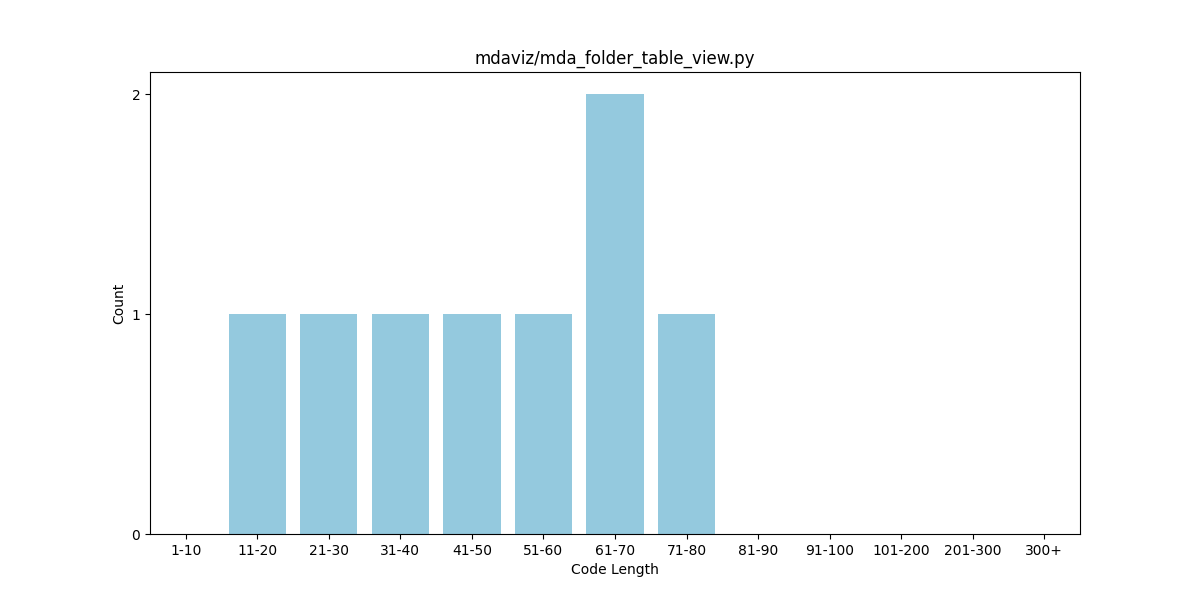 mdaviz/mda_folder_table_view.py
Count
2
1
0
1-10 11-20 21-30 31-40 41-50 51-60 61-70 71-80 81-90 91-100 101-200 201-300 300+
Code Length